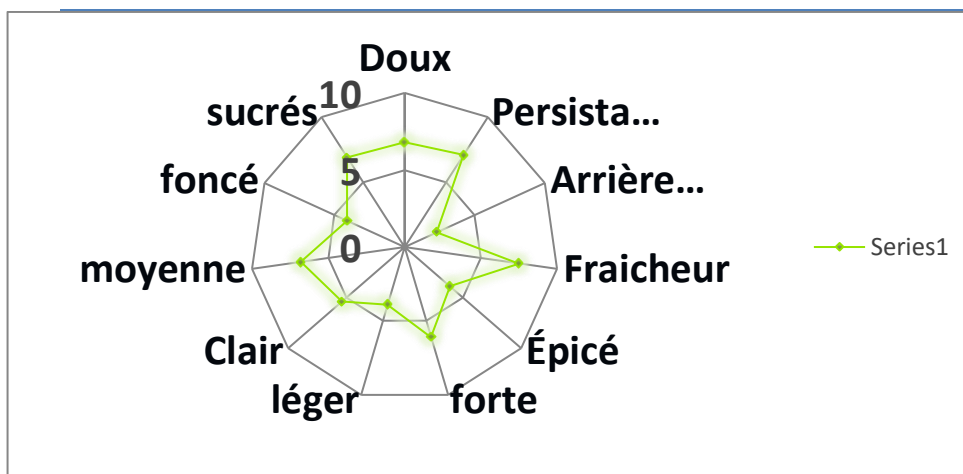 Doux
10
sucrés
Persista...
5
foncé
Arrière...
0
moyenne
Fraicheur
Series1
Clair
Épicé
léger
forte